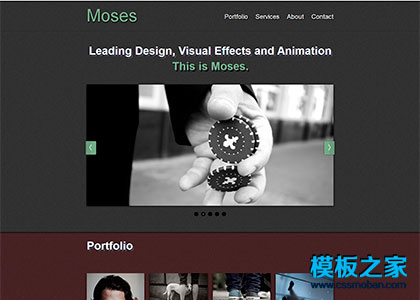 Moses
Portfolio Services About Contact
Leading Design, Visual Effects and Animation
This is Moses.
Portfolio
模板之家
www.cssmoban.com